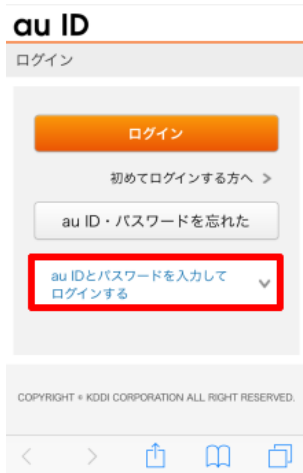 au ID
ログイン
ログイン
初めてログインする方へ >
au ID・パスワードを忘れた
au IDとパスワードを入力して
ログインする
COPYRIGHT © KDDI CORPORATION ALL RIGHT RESERVED.